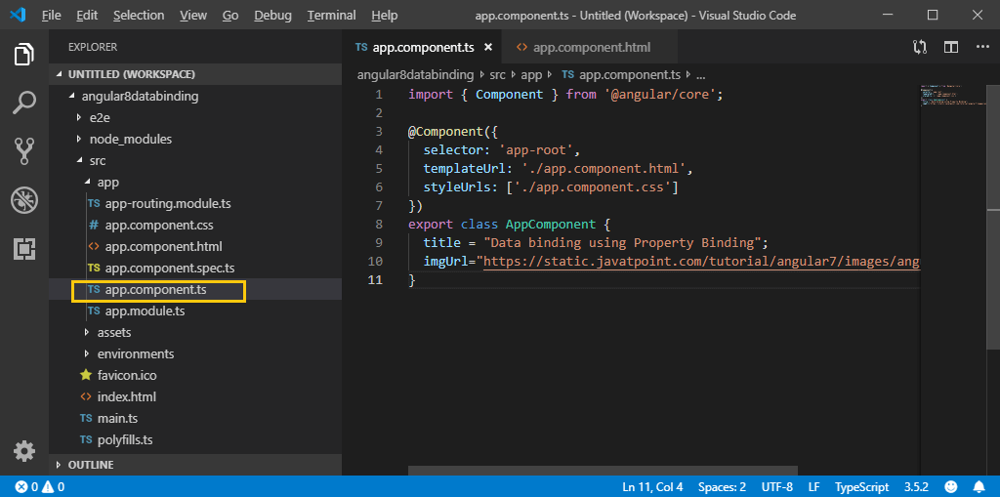 File Edit Selection View Go Debug Terminal Help app.component.ts - Untitled (Workspace) - Visual Studio Code
EXPLORER
UNTITLED (WORKSPACE)
angular8databinding
e2e
node_modules
src
app
TS app-routing.module.ts
# app.component.css
<> app.component.html
TS app.component.spec.ts
TS app.component.ts
TS app.module.ts
assets
environments
favicon.ico
<> index.html
TS main.ts
TS polyfills.ts
OUTLINE
TS app.component.ts × <> app.component.html
angular8databinding › src › app › TS app.component.ts › ...
1 import { Component } from '@angular/core';
2
3 @Component({
4 selector: 'app-root',
5 templateUrl: './app.component.html',
6 styleUrls: ['./app.component.css']
7 })
8 export class AppComponent {
9 title = "Data binding using Property Binding";
10 imgUrl="https://static.javatpoint.com/tutorial/angular7/images/ang
11 }
0 0 Ln 11, Col 4 Spaces: 2 UTF-8 LF TypeScript 3.5.2